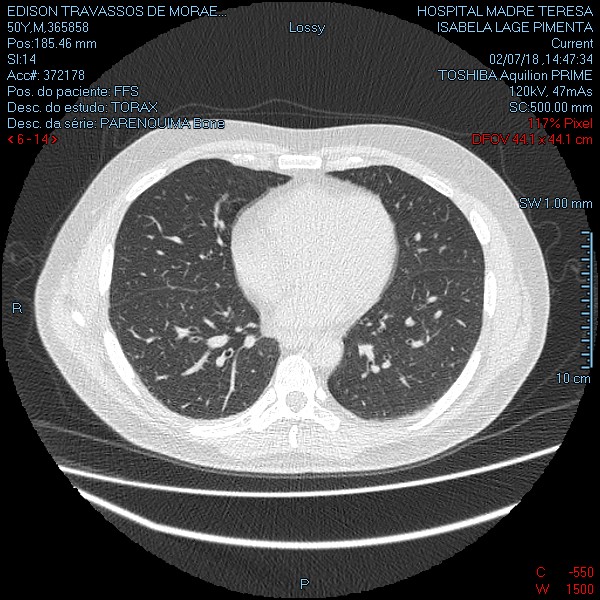 EDISON TRAVASSOS DE MORAE...
50Y,M,365858
Pos:185.46 mm
SI:14
Acc#: 372178
Pos. do paciente: FFS
Desc. do estudo: TORAX
Desc. da série: PARENQUIMA Bone
< 6 - 14 >
Lossy
HOSPITAL MADRE TERESA
ISABELA LAGE PIMENTA
Current
02/07/18 ,14:47:34
TOSHIBA Aquilion PRIME
120kV, 47mAs
SC:500.00 mm
117% Pixel
DFOV 44.1 x 44.1 cm
SW 1.00 mm
R
10 cm
P
C -550
W 1500